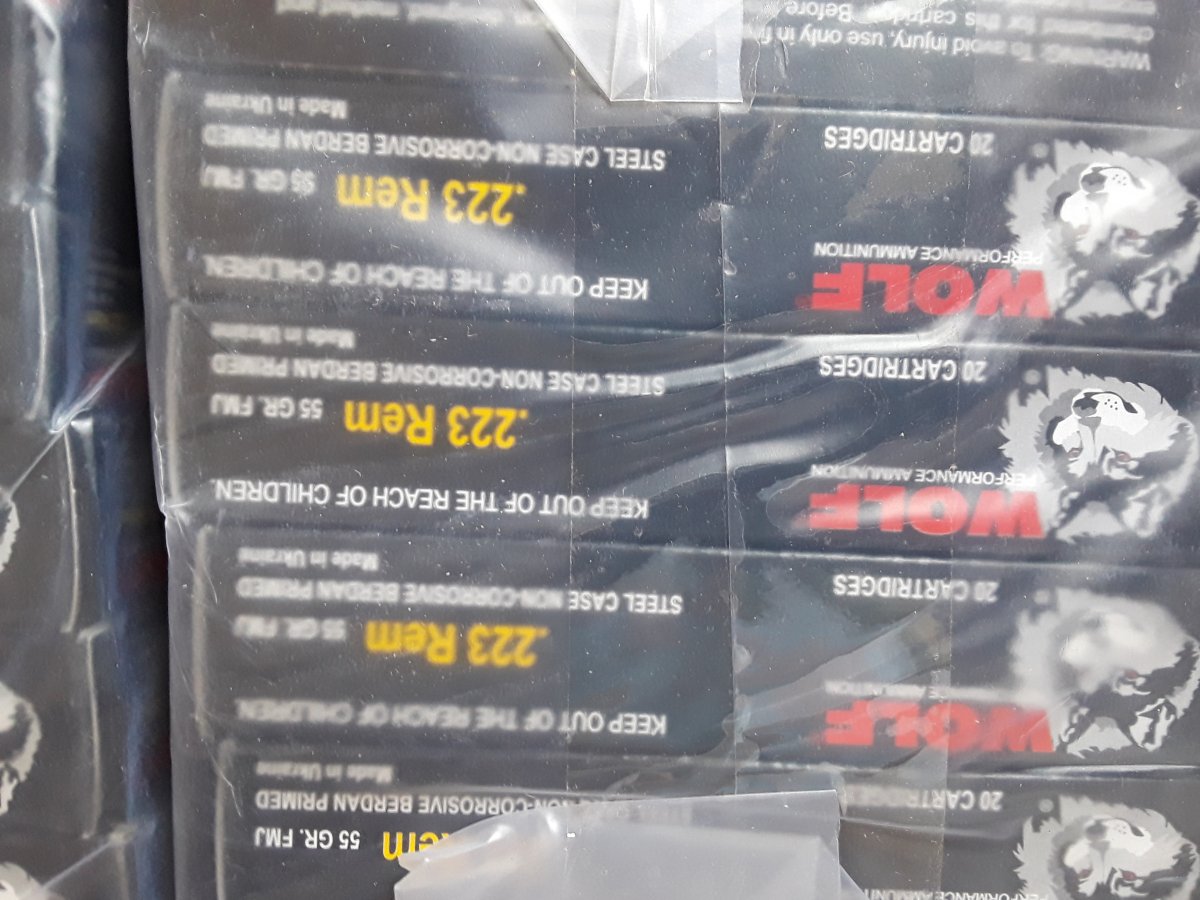 PERFORMANCE AMMUNITI
55 GR. FMJ
20 CARTRIDGES
NON-CORROSIVE BERDAN PRIMED
Made in Ukraine
WOLF KEEP OUT OF THE REACH OF CHILDREN.
AMMUNITION
.223 Rem 55 GR. FMJ
20 CARTRIDGES STEEL CASE NON-CORROSIVE BERDAN PRIMED
Made in Ukraine
WOLF KEEP OUT OF THE REACH OF CHILDREN.
PERFORMANCE AMMUNITION
.223 Rem 55 GR. FMJ
20 CARTRIDGES STEEL CASE NON-CORROSIVE BERDAN PRIMED
Made in Ukraine
WOLF KEEP OUT OF THE REACH OF CHILDREN.
PERFORMANCE AMMUNITION
.223 Rem 55 GR. FMJ
20 CARTRIDGES STEEL CASE NON-CORROSIVE BERDAN PRIMED
Made in Ukraine
WARNING: To avoid injury, use only in
chambered for this cartridge. Before